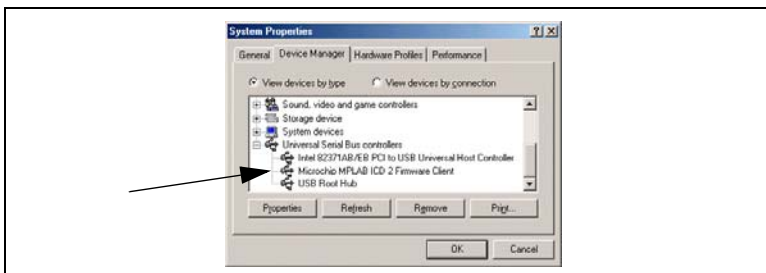 System Properties
General Device Manager Hardware Profiles Performance
View devices by type View devices by connection
Sound, video and game controllers
Storage device
System devices
Universal Serial Bus controllers
Intel 82371AB/EB PCI to USB Universal Host Controller
Microchip MPLAB ICD 2 Firmware Client
USB Root Hub
Properties Refresh Remove Print...
OK Cancel